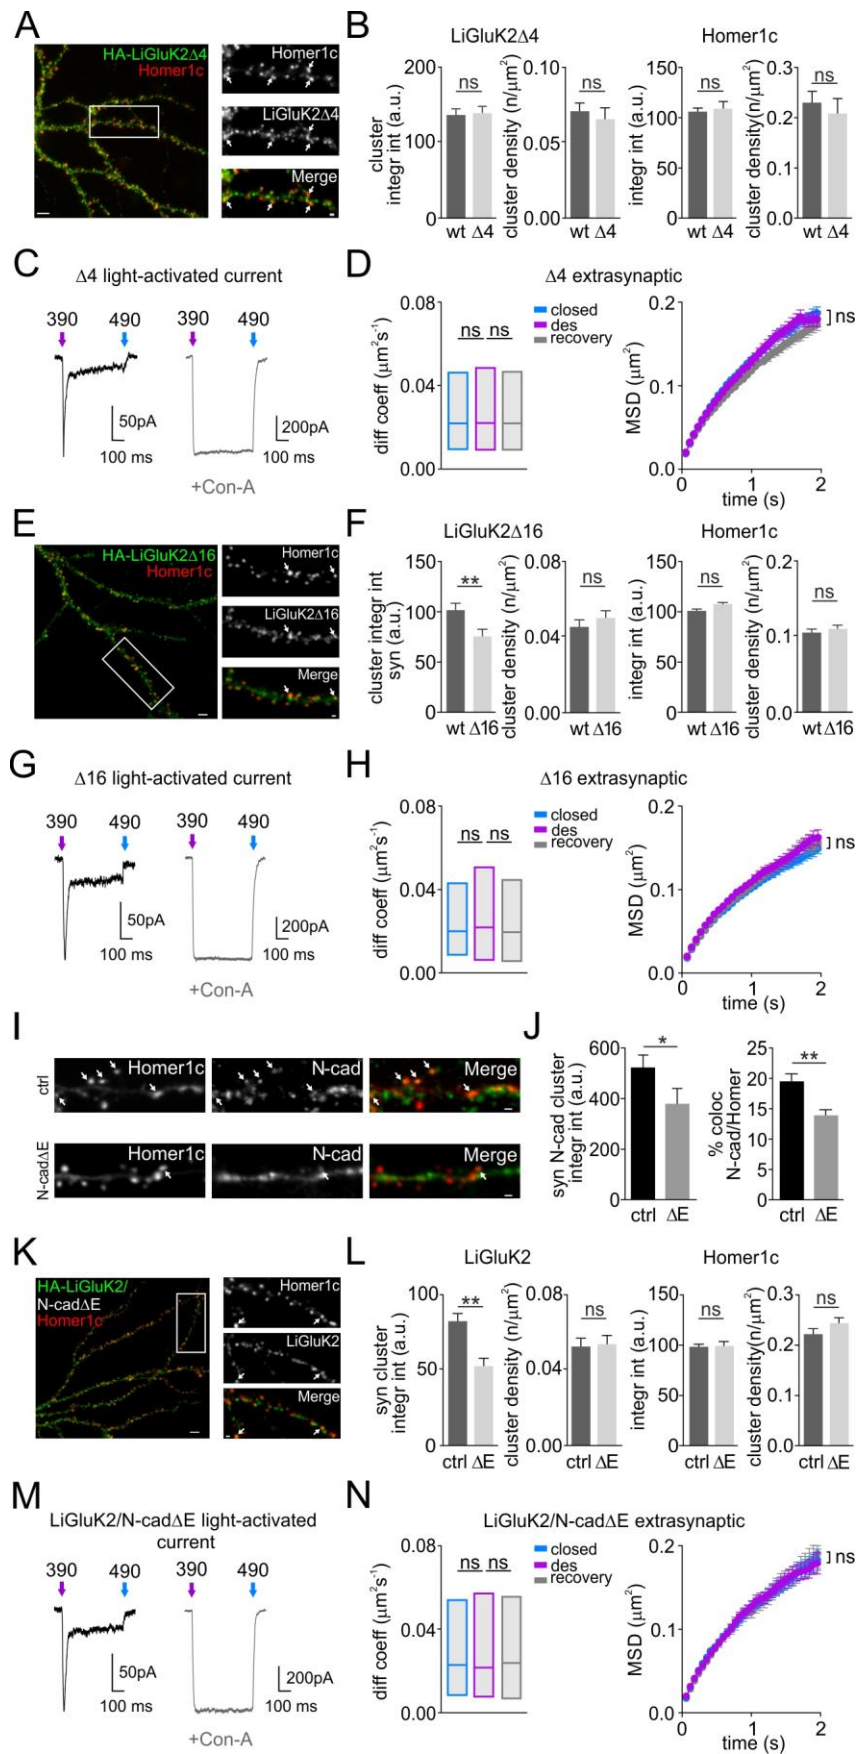 A
HA-LiGluK2Δ4
Homer1c
Homer1c
LiGluK2Δ4
Merge
B
LiGluK2Δ4
Homer1c
cluster
integr int (a.u.)
200
100
0
ns
wt Δ4
cluster density (n/μm²)
0.10
0.05
0.00
ns
wt Δ4
integr int (a.u.)
150
100
50
0
ns
wt Δ4
cluster density(n/μm²)
0.3
0.2
0.1
0.0
ns
wt Δ4
C
Δ4 light-activated current
390
490
390
490
50pA
100 ms
200pA
100 ms
+Con-A
D
Δ4 extrasynaptic
diff coeff (μm²s⁻¹)
0.08
0.04
0.00
ns ns
closed
des
recovery
MSD (μm²)
0.2
0.1
0.0
ns
0 1 2
time (s)
E
HA-LiGluK2Δ16
Homer1c
Homer1c
LiGluK2Δ16
Merge
F
LiGluK2Δ16
Homer1c
cluster integr int
syn (a.u.)
150
100
50
0
**
wt Δ16
cluster density (n/μm²)
0.08
0.04
0.00
ns
wt Δ16
integr int (a.u.)
150
100
50
0
ns
wt Δ16
cluster density (n/μm²)
0.2
0.1
0.0
ns
wt Δ16
G
Δ16 light-activated current
390
490
390
490
50pA
100 ms
200pA
100 ms
+Con-A
H
Δ16 extrasynaptic
diff coeff (μm²s⁻¹)
0.08
0.04
0.00
ns ns
closed
des
recovery
MSD (μm²)
0.2
0.1
0.0
ns
0 1 2
time (s)
I
ctrl
Homer1c
N-cad
Merge
N-cadΔE
Homer1c
N-cad
Merge
J
syn N-cad cluster
integr int (a.u.)
600
400
200
0
*
ctrl ΔE
% coloc
N-cad/Homer
25
20
15
10
5
0
**
ctrl ΔE
K
HA-LiGluK2/
N-cadΔE
Homer1c
Homer1c
LiGluK2
Merge
L
LiGluK2
Homer1c
syn cluster
integr int (a.u.)
100
50
0
**
ctrl ΔE
cluster density (n/μm²)
0.08
0.04
0.00
ns
ctrl ΔE
integr int (a.u.)
150
100
50
0
ns
ctrl ΔE
cluster density(n/μm²)
0.3
0.2
0.1
0.0
ns
ctrl ΔE
M
LiGluK2/N-cadΔE light-activated
current
390
490
390
490
50pA
100 ms
200pA
100 ms
+Con-A
N
LiGluK2/N-cadΔE extrasynaptic
diff coeff (μm²s⁻¹)
0.08
0.04
0.00
ns ns
closed
des
recovery
MSD (μm²)
0.2
0.1
0.0
ns
0 1 2
time (s)